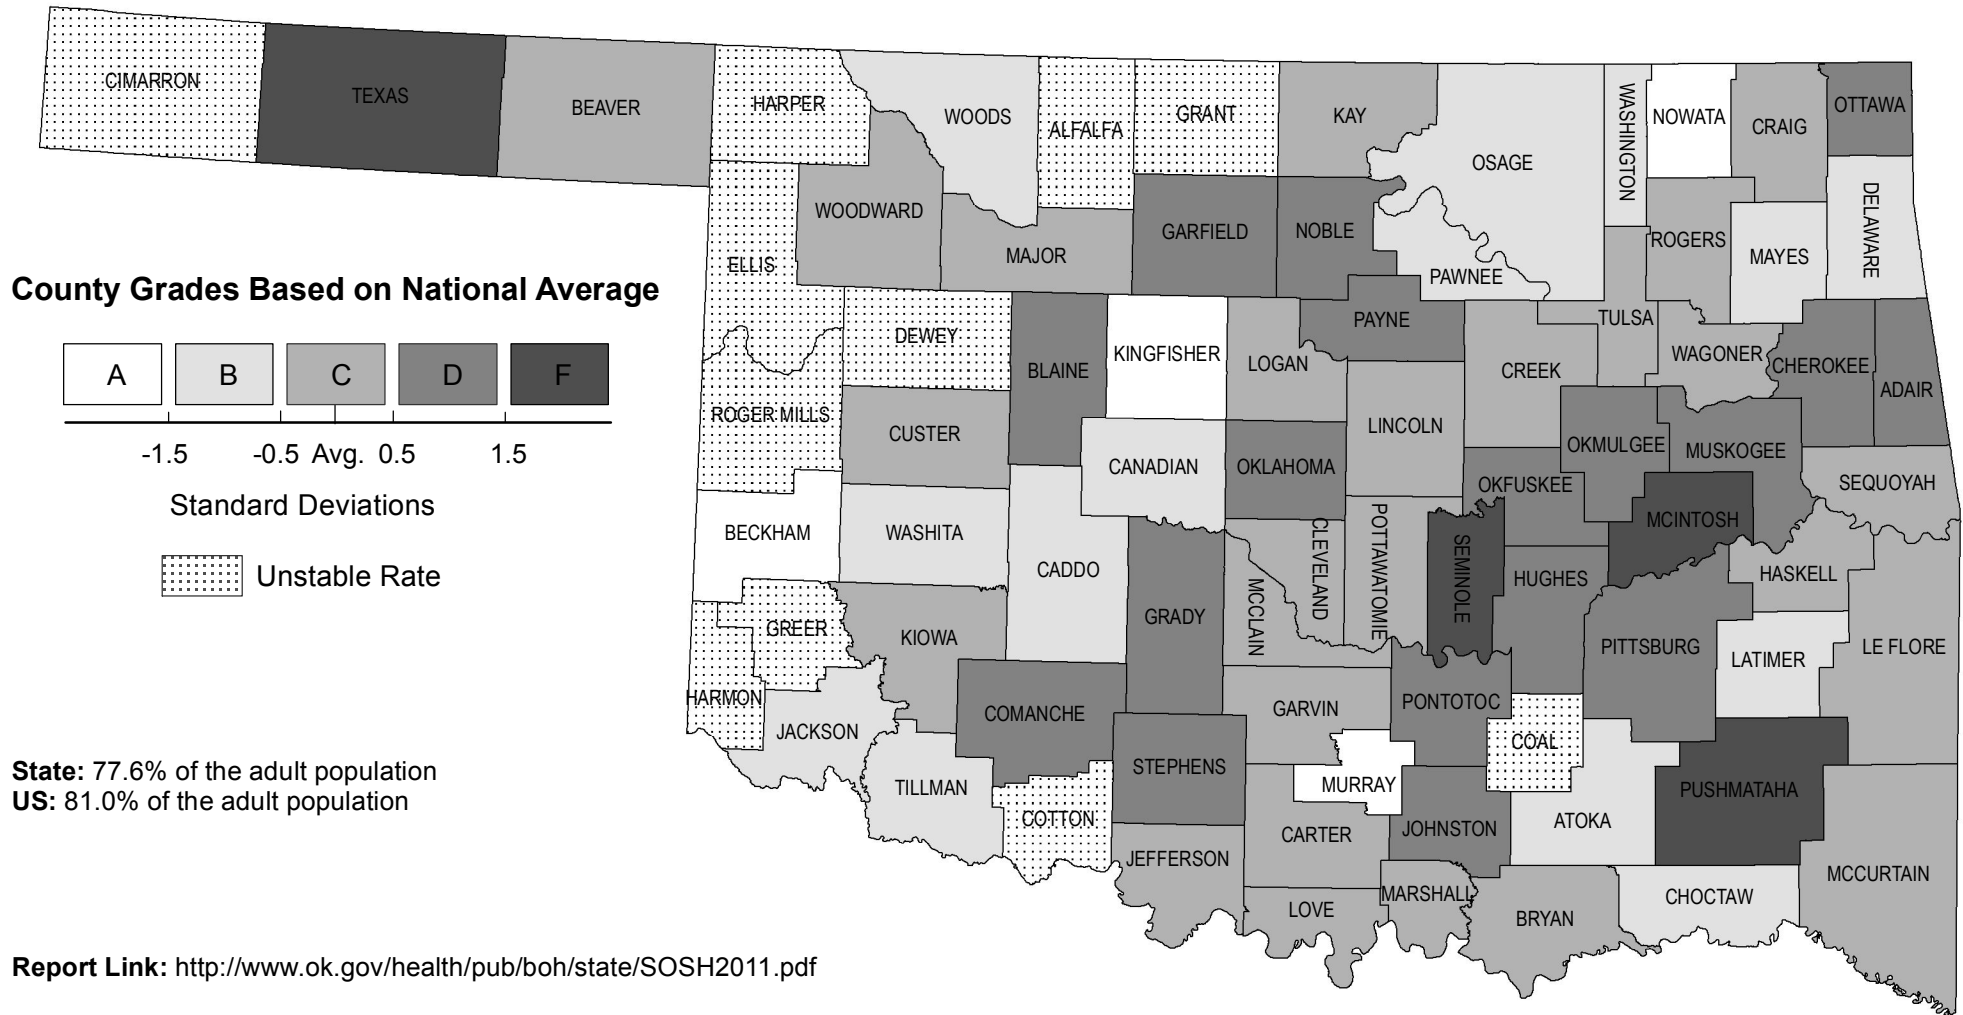 CIMARRON
TEXAS
BEAVER
HARPER
WOODS
ALFALFA
GRANT
KAY
OSAGE
WASHINGTON
NOWATA
CRAIG
OTTAWA
DELAWARE
WOODWARD
ELLIS
MAJOR
GARFIELD
NOBLE
PAWNEE
ROGERS
MAYES
County Grades Based on National Average
A B C D F
-1.5 -0.5 Avg. 0.5 1.5
Standard Deviations
Unstable Rate
DEWEY
BLAINE
KINGFISHER
LOGAN
PAYNE
TULSA
CREEK
WAGONER
CHEROKEE
ADAIR
ROGER MILLS
CUSTER
CANADIAN
OKLAHOMA
LINCOLN
OKMULGEE
MUSKOGEE
OKFUSKEE
SEQUOYAH
BECKHAM
WASHITA
CADDO
CLEVELAND
POTTAWATOMIE
SEMINOLE
MCINTOSH
HUGHES
HASKELL
GREER
KIOWA
GRADY
MCCLAIN
PITTSBURG
LATIMER
LE FLORE
HARMON
JACKSON
COMANCHE
GARVIN
PONTOTOC
COAL
TILLMAN
COTTON
STEPHENS
MURRAY
PUSHMATAHA
JOHNSTON
ATOKA
CARTER
JEFFERSON
MARSHALL
LOVE
BRYAN
CHOCTAW
MCCURTAIN
State: 77.6% of the adult population
US: 81.0% of the adult population
Report Link: http://www.ok.gov/health/pub/boh/state/SOSH2011.pdf